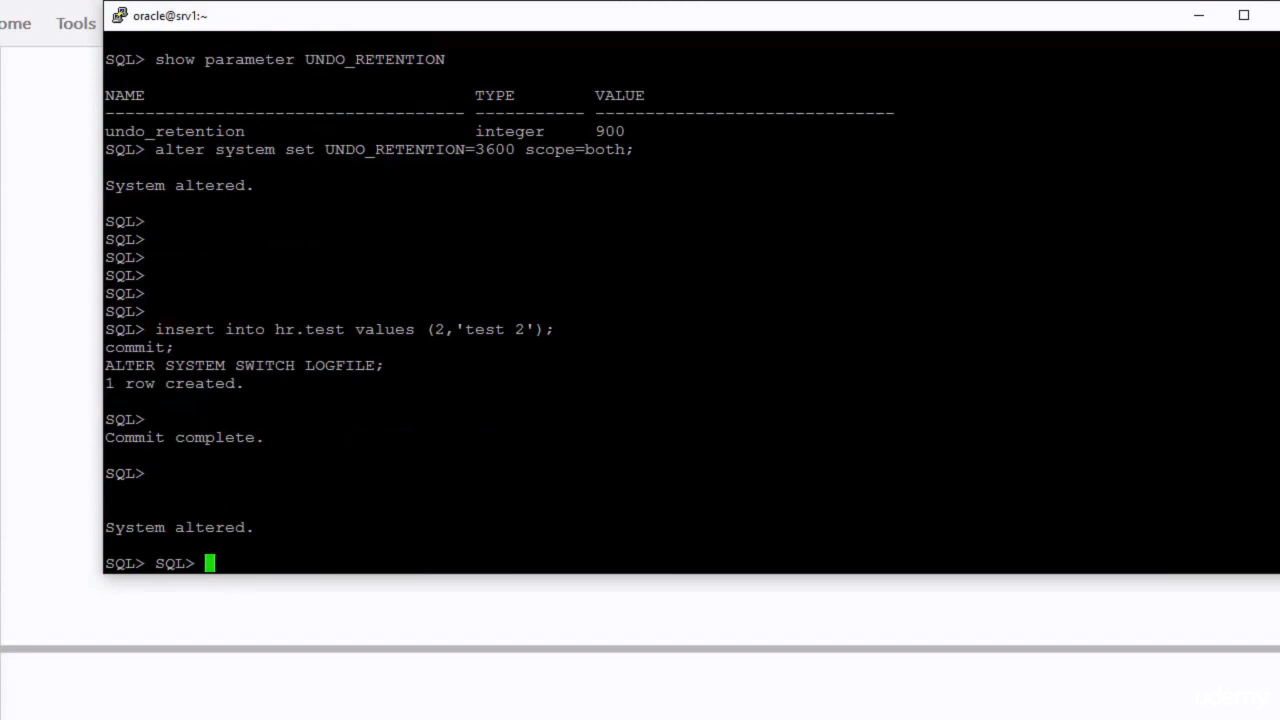 ome Tools
oracle@srv1:~
SQL> show parameter UNDO_RETENTION
NAME TYPE VALUE
------------------------------------ ----------- ------------------------------
undo_retention integer 900
SQL> alter system set UNDO_RETENTION=3600 scope=both;
System altered.
SQL>
SQL>
SQL>
SQL>
SQL>
SQL>
SQL> insert into hr.test values (2,'test 2');
commit;
ALTER SYSTEM SWITCH LOGFILE;
1 row created.
SQL>
Commit complete.
SQL>
System altered.
SQL> SQL>
udemy